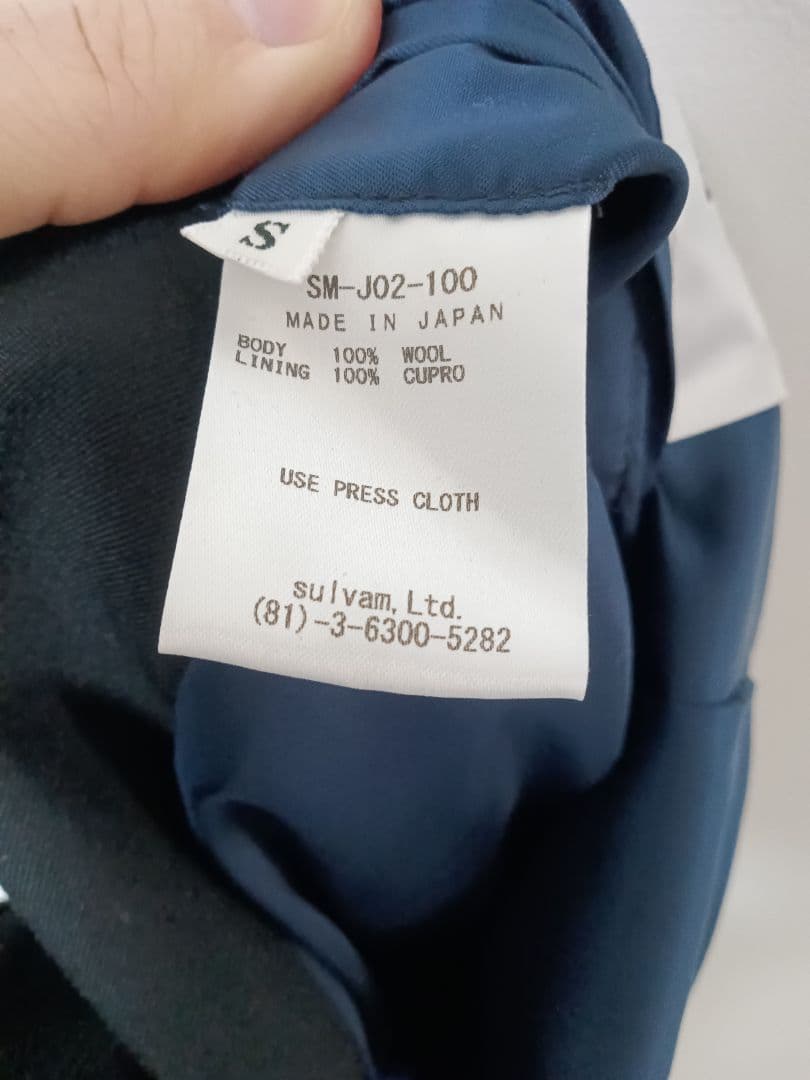 S
SM-J02-100
MADE IN JAPAN
BODY 100% WOOL
LINING 100% CUPRO
USE PRESS CLOTH
sulvam, Ltd.
(81)-3-6300-5282